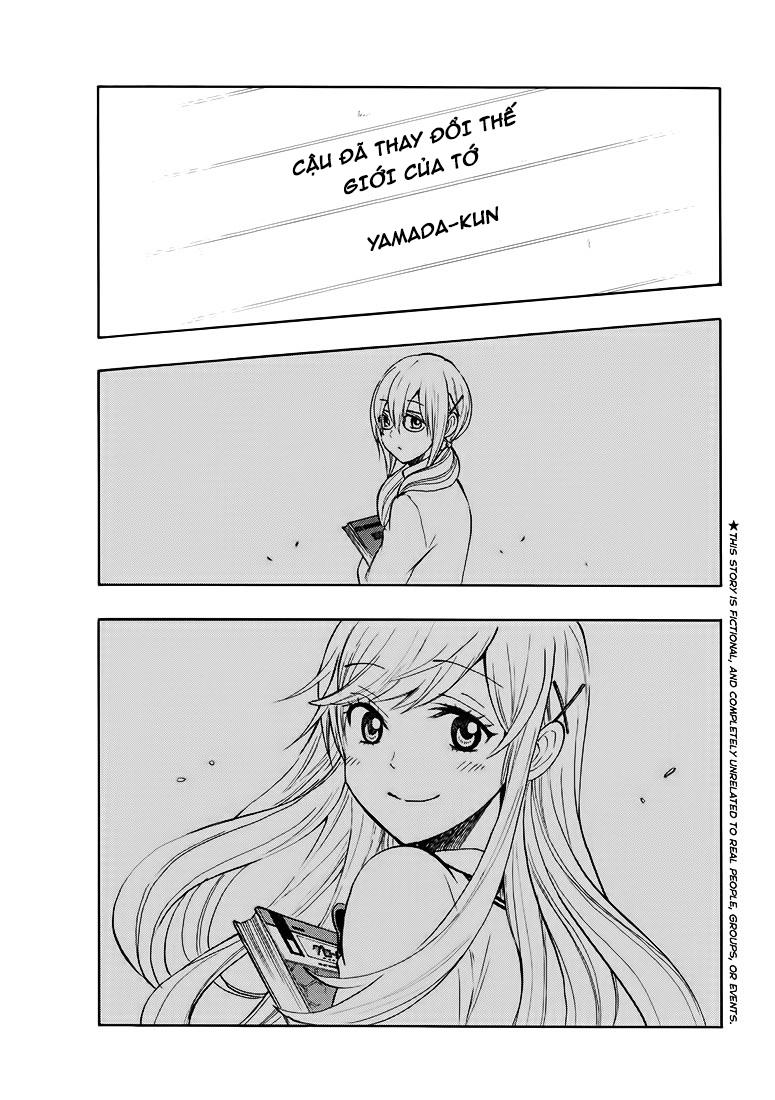 CẬU ĐÃ THAY ĐỔI THẾ
GIỚI CỦA TỚ
YAMADA-KUN
★THIS STORY IS FICTIONAL, AND COMPLETELY UNRELATED TO REAL PEOPLE, GROUPS, OR EVENTS.